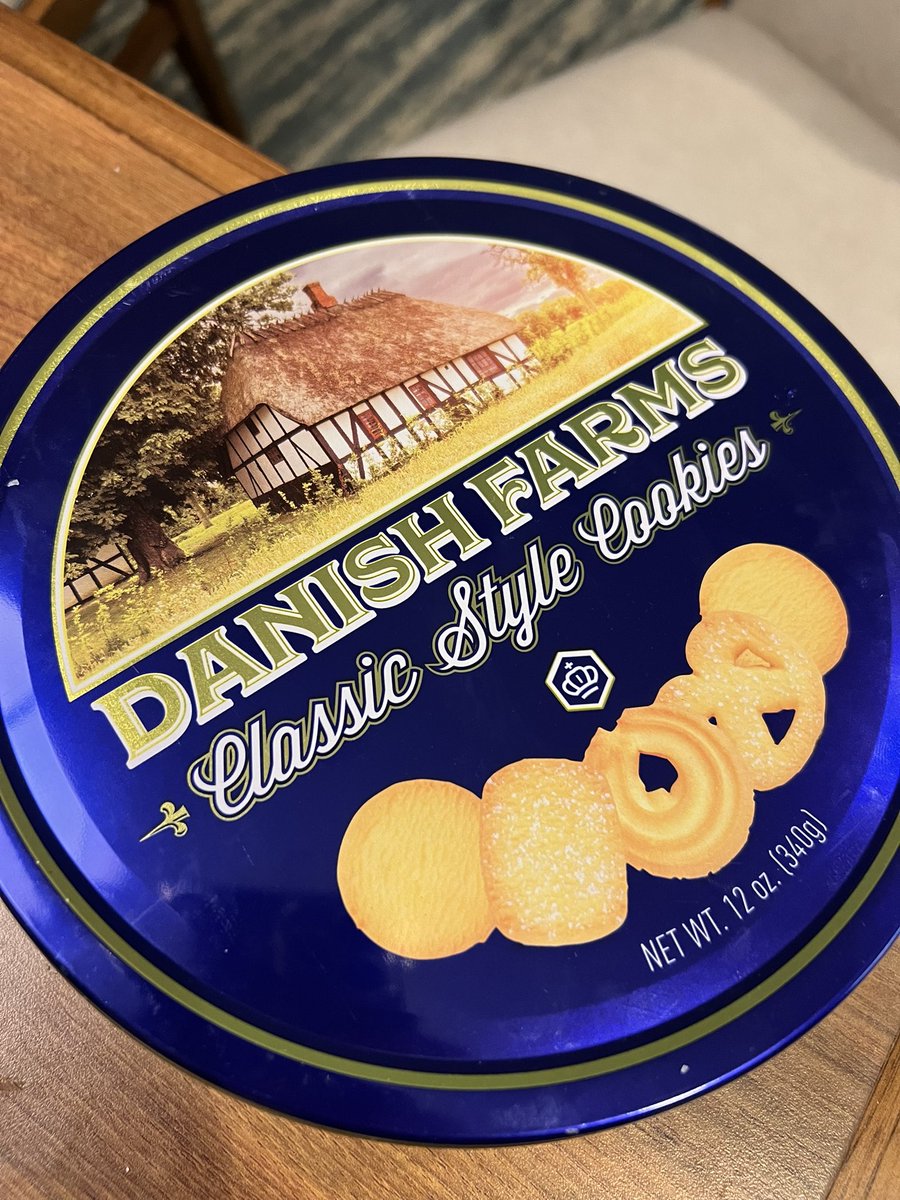 DANISH FARMS
Classic Style Cookies
NET WT. 12 oz. (340g)